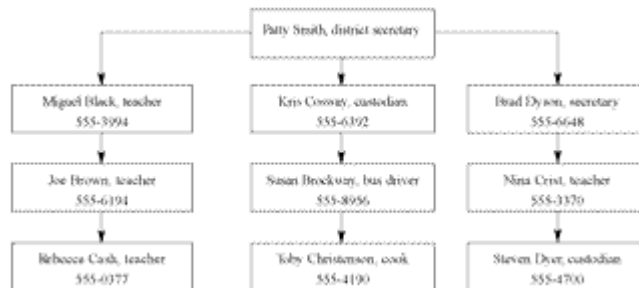 Patty Smith, district secretary
Miguel Black, teacher
555-3994
Kris Conway, custodian
555-6392
Brad Dyson, secretary
555-6648
Joe Brown, teacher
555-6194
Susan Brockway, bus driver
555-8956
Nina Crist, teacher
555-3370
Rebecca Cash, teacher
555-0377
Toby Christenson, cook
555-4190
Steven Dyer, custodian
555-4700